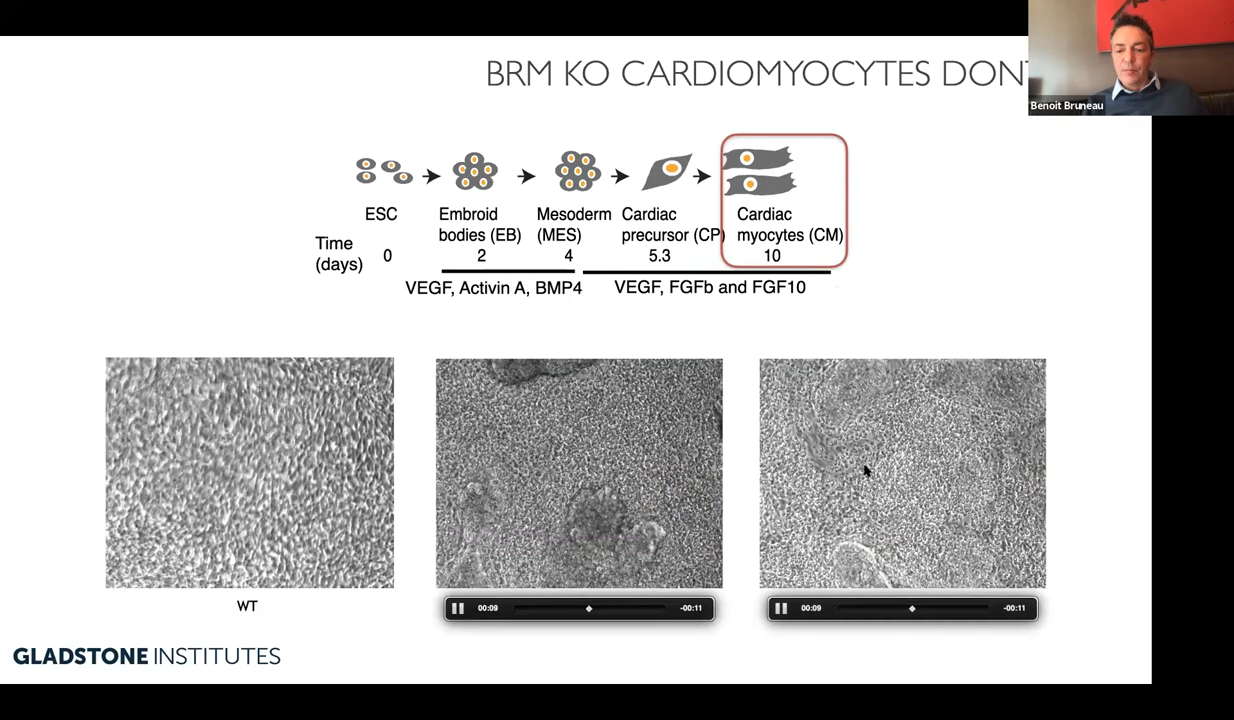 BRM KO CARDIOMYOCYTES DON'T
Benoit Bruneau
ESC
Embroid
bodies (EB)
Mesoderm
(MES)
Cardiac
precursor (CP)
Cardiac
myocytes (CM)
Time
(days)
0
2
4
5.3
10
VEGF, Activin A, BMP4
VEGF, FGFb and FGF10
00:09
-00:11
00:09
-00:11
WT
GLADSTONE INSTITUTES